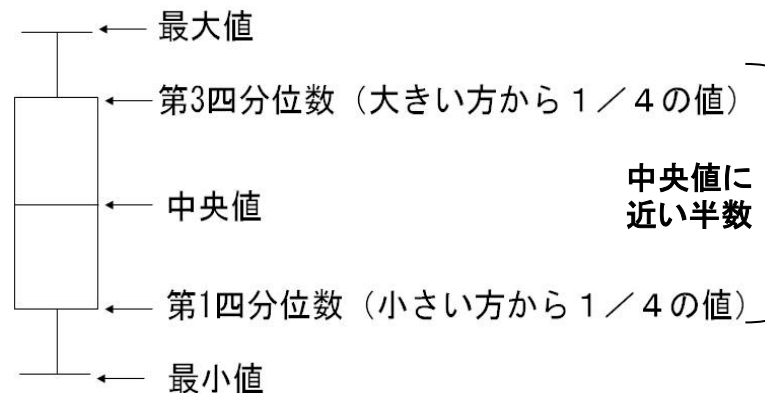 最大値
第3四分位数（大きい方から１／４の値）
中央値に
近い半数
中央値
第1四分位数（小さい方から１／４の値）
最小値